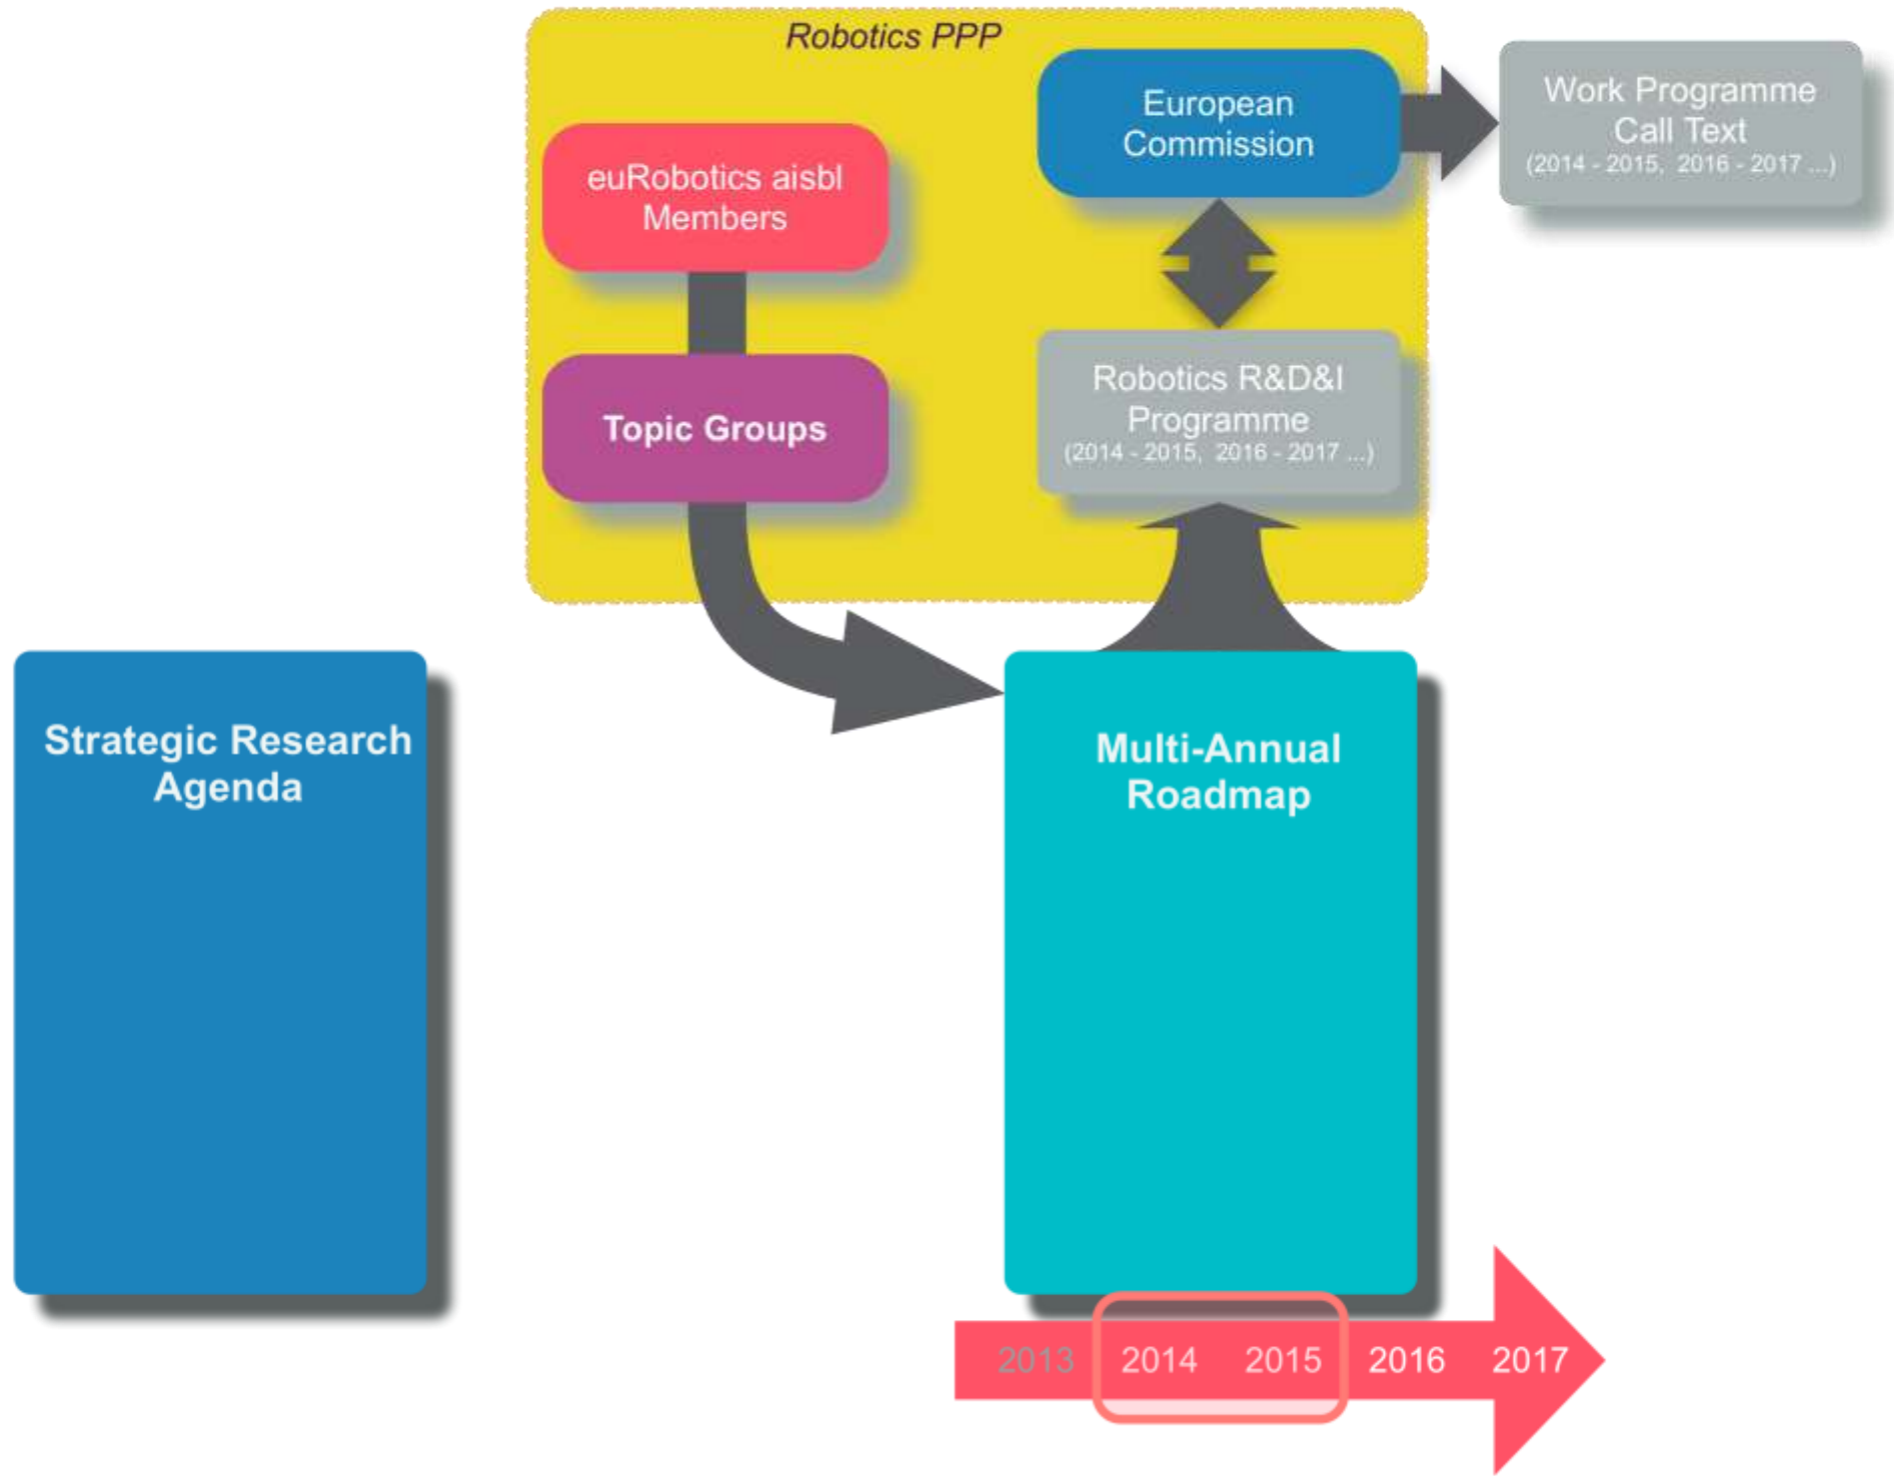 Robotics PPP
European
Commission
Work Programme
Call Text
(2014 - 2015, 2016 - 2017 ...)
euRobotics aisbl
Members
Robotics R&D&I
Programme
(2014 - 2015, 2016 - 2017 ...)
Topic Groups
Strategic Research
Agenda
Multi-Annual
Roadmap
2013 2014 2015 2016 2017